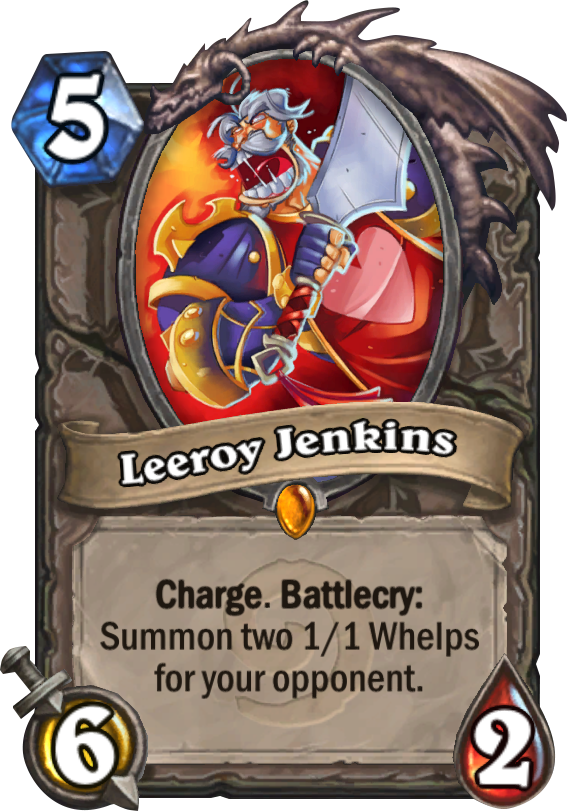 5
Leeroy Jenkins
Charge. Battlecry:
Summon two 1/1 Whelps
for your opponent.
6
2